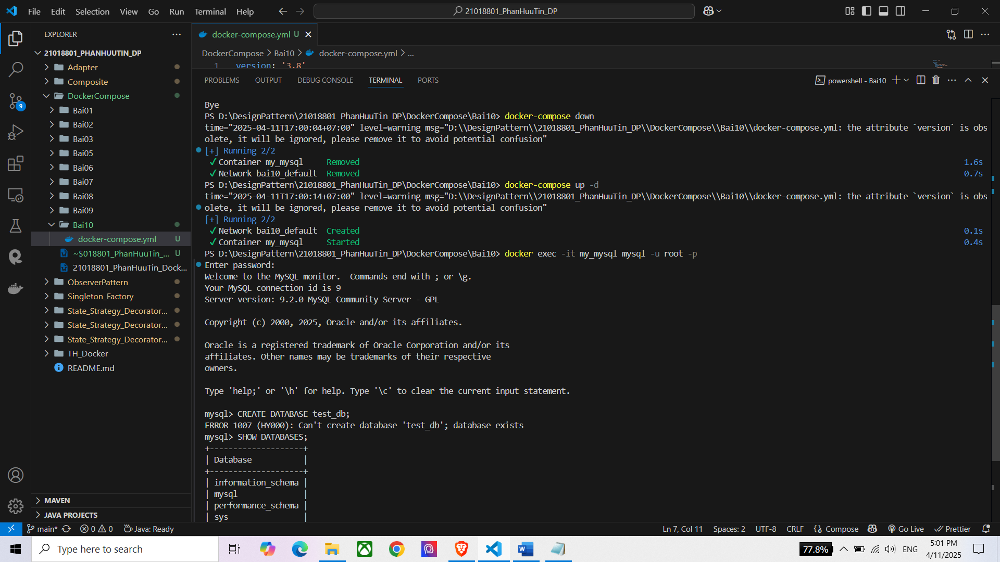 File Edit Selection View Go Run Terminal Help
21018801_PhanHuuTin_DP
EXPLORER
21018801_PHANHUUTIN_DP
Adapter
Composite
DockerCompose
Bai01
Bai02
Bai03
Bai05
Bai06
Bai07
Bai08
Bai09
Bai10
docker-compose.yml U
~$018801_PhanHuuTin_... U
21018801_PhanHuuTin_Dock...
ObserverPattern
Singleton_Factory
State_Strategy_Decorator...
State_Strategy_Decorator...
State_Strategy_Decorator...
TH_Docker
README.md
MAVEN
JAVA PROJECTS
9
docker-compose.yml U
DockerCompose > Bai10 > docker-compose.yml > ...
1 version: '3.8'
PROBLEMS OUTPUT DEBUG CONSOLE TERMINAL PORTS
powershell - Bai10
Bye
PS D:\DesignPattern\21018801_PhanHuuTin_DP\DockerCompose\Bai10> docker-compose down
time="2025-04-11T17:00:04+07:00" level=warning msg="D:\\DesignPattern\\21018801_PhanHuuTin_DP\\DockerCompose\\Bai10\\docker-compose.yml: the attribute `version` is obs
olete, it will be ignored, please remove it to avoid potential confusion"
[+] Running 2/2
✔ Container my_mysql Removed 1.6s
✔ Network bai10_default Removed 0.7s
PS D:\DesignPattern\21018801_PhanHuuTin_DP\DockerCompose\Bai10> docker-compose up -d
time="2025-04-11T17:00:14+07:00" level=warning msg="D:\\DesignPattern\\21018801_PhanHuuTin_DP\\DockerCompose\\Bai10\\docker-compose.yml: the attribute `version` is obs
olete, it will be ignored, please remove it to avoid potential confusion"
[+] Running 2/2
✔ Network bai10_default Created 0.1s
✔ Container my_mysql Started 0.4s
PS D:\DesignPattern\21018801_PhanHuuTin_DP\DockerCompose\Bai10> docker exec -it my_mysql mysql -u root -p
Enter password:
Welcome to the MySQL monitor.  Commands end with ; or \g.
Your MySQL connection id is 9
Server version: 9.2.0 MySQL Community Server - GPL
Copyright (c) 2000, 2025, Oracle and/or its affiliates.
Oracle is a registered trademark of Oracle Corporation and/or its
affiliates. Other names may be trademarks of their respective
owners.
Type 'help;' or '\h' for help. Type '\c' to clear the current input statement.
mysql> CREATE DATABASE test_db;
ERROR 1007 (HY000): Can't create database 'test_db'; database exists
mysql> SHOW DATABASES;
+--------------------+
| Database           |
+--------------------+
| information_schema |
| mysql              |
| performance_schema |
| sys                |
main* 0 0 Java: Ready
Ln 7, Col 11 Spaces: 2 UTF-8 CRLF Compose Go Live Prettier
Type here to search
77.8% ENG
5:01 PM
4/11/2025